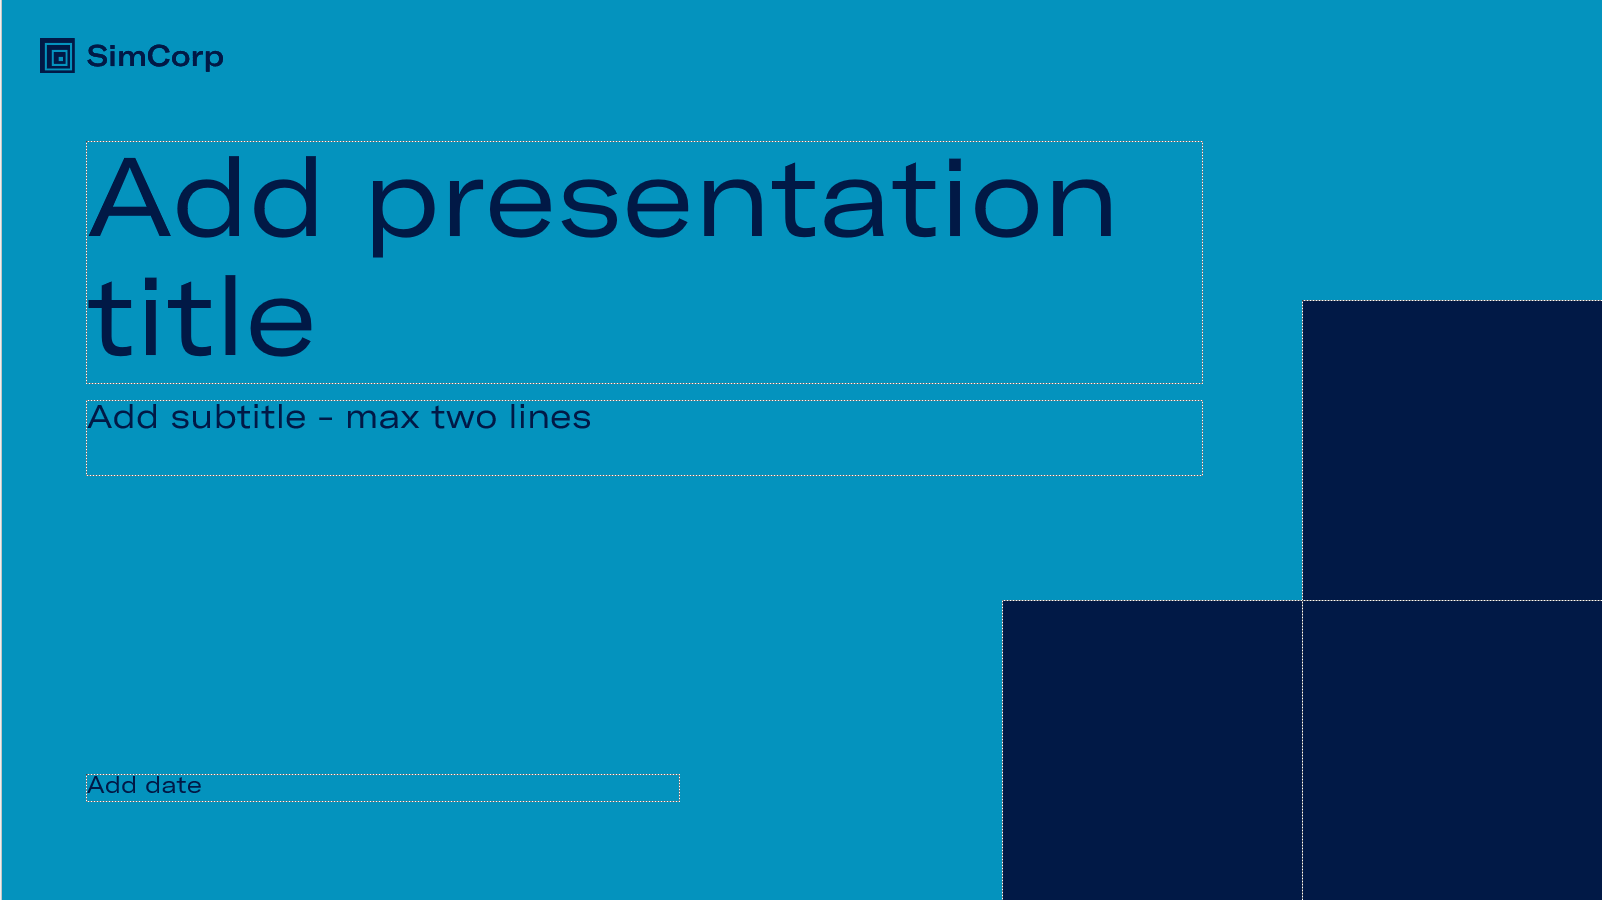 SimCorp
Add presentation
title
Add subtitle - max two lines
Add date